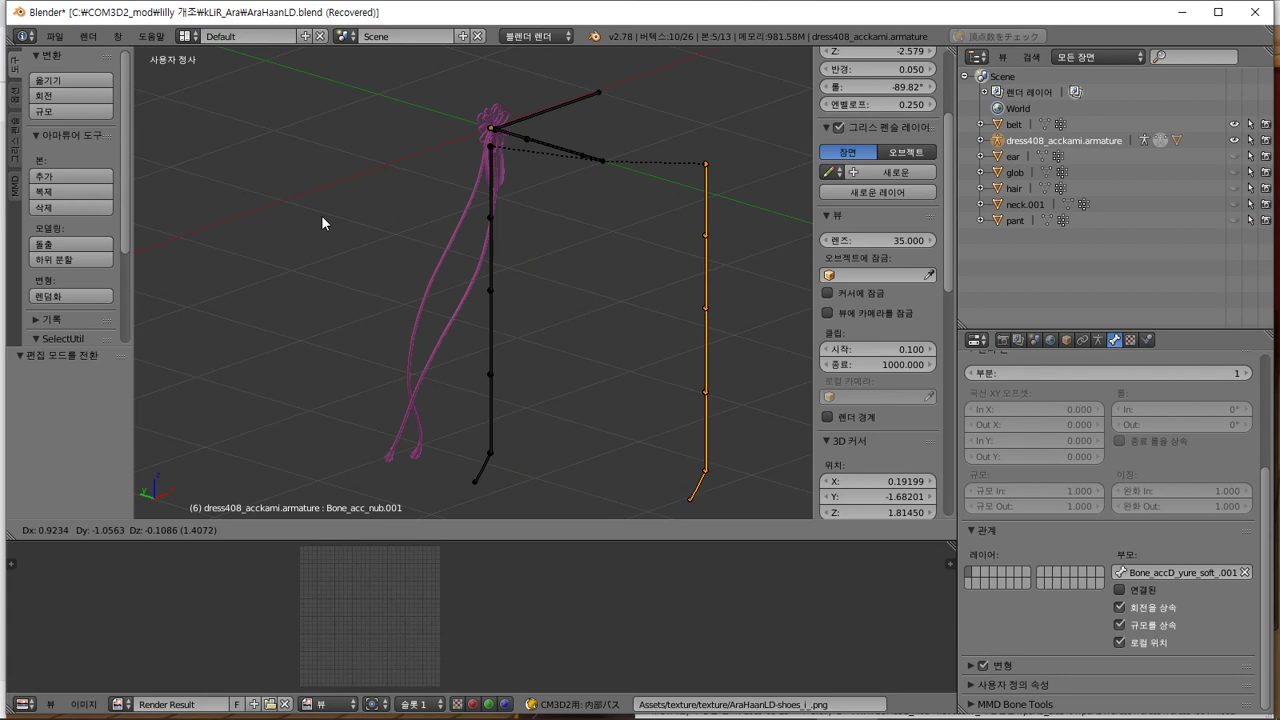 Blender* [C:￦COM3D2_mod￦lilly 개조￦kLiR_Ara￦AraHaanLD.blend (Recovered)]
파일 렌더 창 도움말 Default Scene 블렌더 렌더 v2.78 | 버텍스:10/26 | 본:5/13 | 메모리:981.58M | dress408_acckami.armature 頂点数をチェック
변환
옮기기
회전
규모
아마튜어 도구
본:
추가
복제
삭제
모델링:
돌출
하위 분할
변형:
렌덤화
기록
SelectUtil
편집 모드를 전환
MMD
사용자 정사
(6) dress408_acckami.armature : Bone_acc_nub.001
Dx: 0.9234 Dy: -1.0563 Dz: -0.1086 (1.4072)
Z: -2.579
반경: 0.050
롤: -89.82°
엔벨로프: 0.250
그리스 펜슬 레이어
장면 오브젝트
새로운
새로운 레이어
뷰
렌즈: 35.000
오브젝트에 잠금:
커서에 잠금
뷰에 카메라를 잠금
클립:
시작: 0.100
종료: 1000.000
로컬 카메라:
렌더 경계
3D 커서
위치:
X: 0.19199
Y: -1.68201
Z: 1.81450
뷰 검색 모든 장면
Scene
렌더 레이어
World
belt
dress408_acckami.armature
ear
glob
hair
neck.001
pant
부분: 1
곡선 XY 오프셋: 롤:
In X: 0.000 In: 0°
Out X: 0.000 Out: 0°
In Y: 0.000 종료 롤을 상속
Out Y: 0.000
규모: 이징:
규모 In: 1.000 완화 In: 1.000
규모 Out: 1.000 완화 Out: 1.000
관계
레이어: 부모:
Bone_accD_yure_soft_.001
연결된
회전을 상속
규모를 상속
로컬 위치
변형
사용자 정의 속성
MMD Bone Tools
뷰 이미지 Render Result F 뷰 슬롯 1 CM3D2用: 内部パス Assets/texture/texture/AraHaanLD-shoes_i_.png